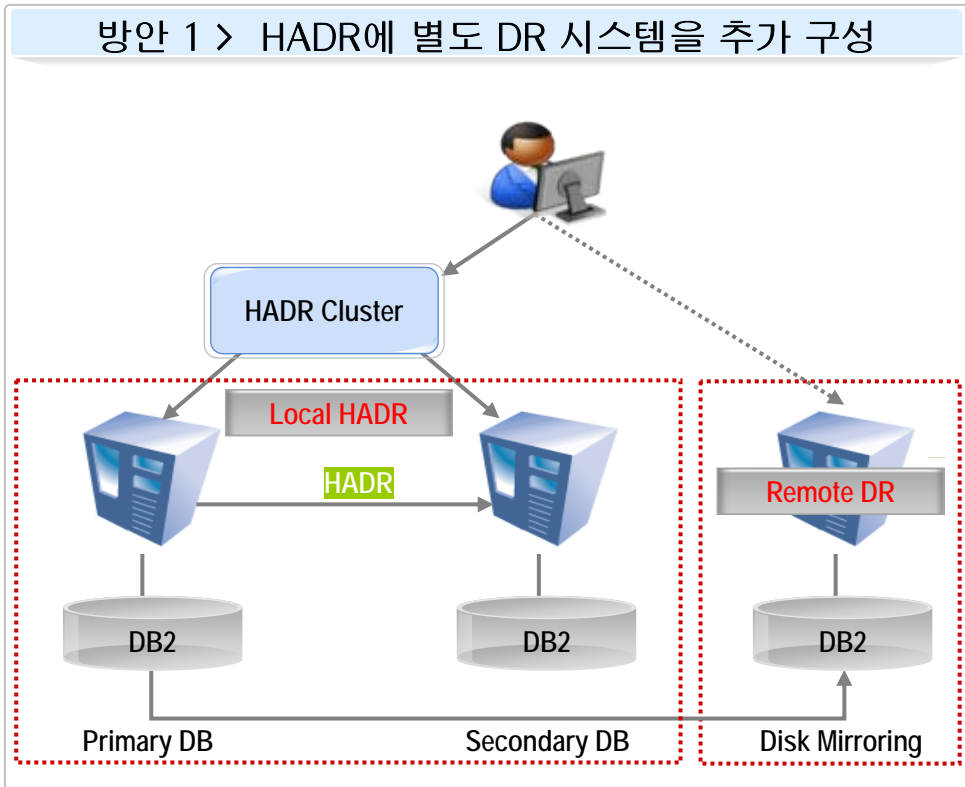 방안 1 > HADR에 별도 DR 시스템을 추가 구성
HADR Cluster
Local HADR
HADR
Remote DR
DB2
DB2
DB2
Primary DB
Secondary DB
Disk Mirroring